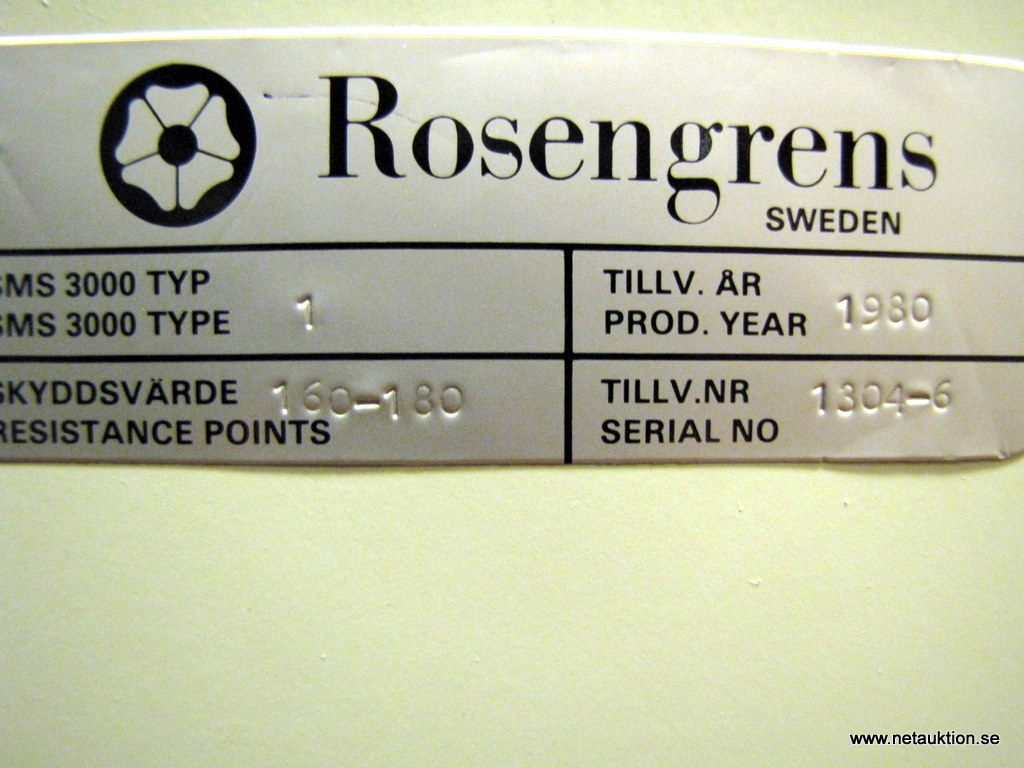 Rosengrens
SWEDEN
SMS 3000 TYP
SMS 3000 TYPE 1
TILLV. ÅR
PROD. YEAR 1980
SKYDDSVÄRDE 160-180
RESISTANCE POINTS
TILLV.NR 1304-6
SERIAL NO
www.netauktion.se